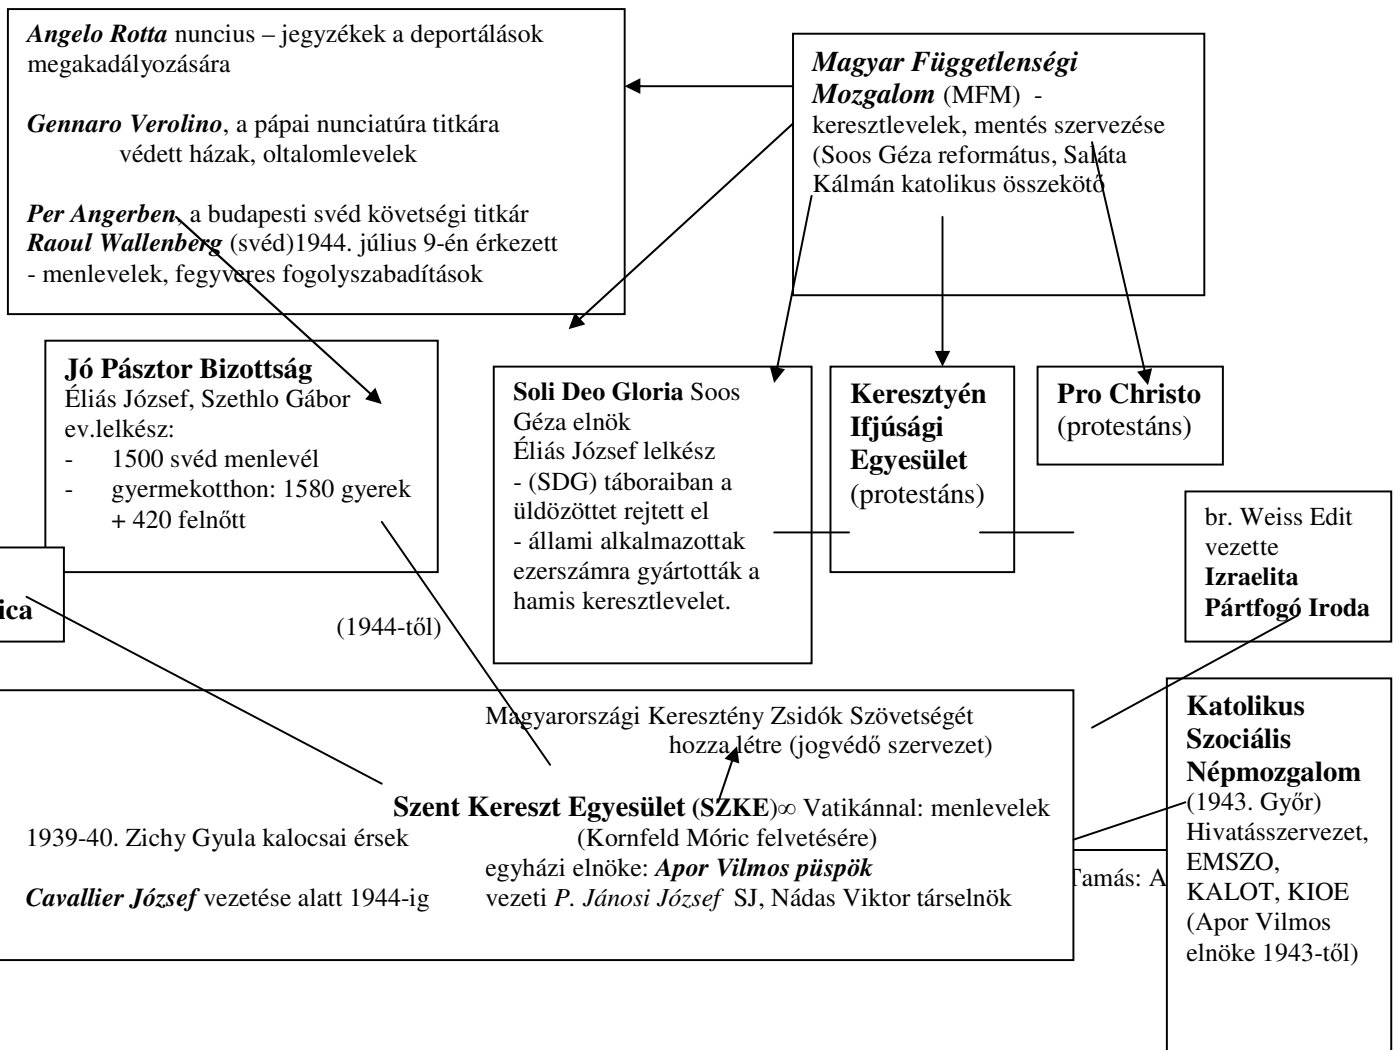 Angelo Rotta nuncius – jegyzékek a deportálások
megakadályozására
Gennaro Verolino, a pápai nunciatúra titkára
védett házak, oltalomlevelek
Per Angerben, a budapesti svéd követségi titkár
Raoul Wallenberg (svéd)1944. július 9-én érkezett
- menlevelek, fegyveres fogolyszabadítások
Magyar Függetlenségi
Mozgalom (MFM) -
keresztlevelek, mentés szervezése
(Soos Géza református, Saláta
Kálmán katolikus összekötő
Jó Pásztor Bizottság
Éliás József, Szethlo Gábor
ev.lelkész:
- 1500 svéd menlevél
- gyermekotthon: 1580 gyerek
+ 420 felnőtt
Soli Deo Gloria Soos
Géza elnök
Éliás József lelkész
- (SDG) táboraiban a
üldözöttet rejtett el
- állami alkalmazottak
ezerszámra gyártották a
hamis keresztlevelet.
Keresztyén
Ifjúsági
Egyesület
(protestáns)
Pro Christo
(protestáns)
br. Weiss Edit
vezette
Izraelita
Pártfogó Iroda
ica
(1944-től)
Magyarországi Keresztény Zsidók Szövetségét
hozza létre (jogvédő szervezet)
Szent Kereszt Egyesület (SZKE)∞ Vatikánnal: menlevelek
1939-40. Zichy Gyula kalocsai érsek (Kornfeld Móric felvetésére)
egyházi elnöke: Apor Vilmos püspök
Cavallier József vezetése alatt 1944-ig vezeti P. Jánosi József SJ, Nádas Viktor társelnök
Tamás: A
Katolikus
Szociális
Népmozgalom
(1943. Győr)
Hivatásszervezet,
EMSZO,
KALOT, KIOE
(Apor Vilmos
elnöke 1943-től)